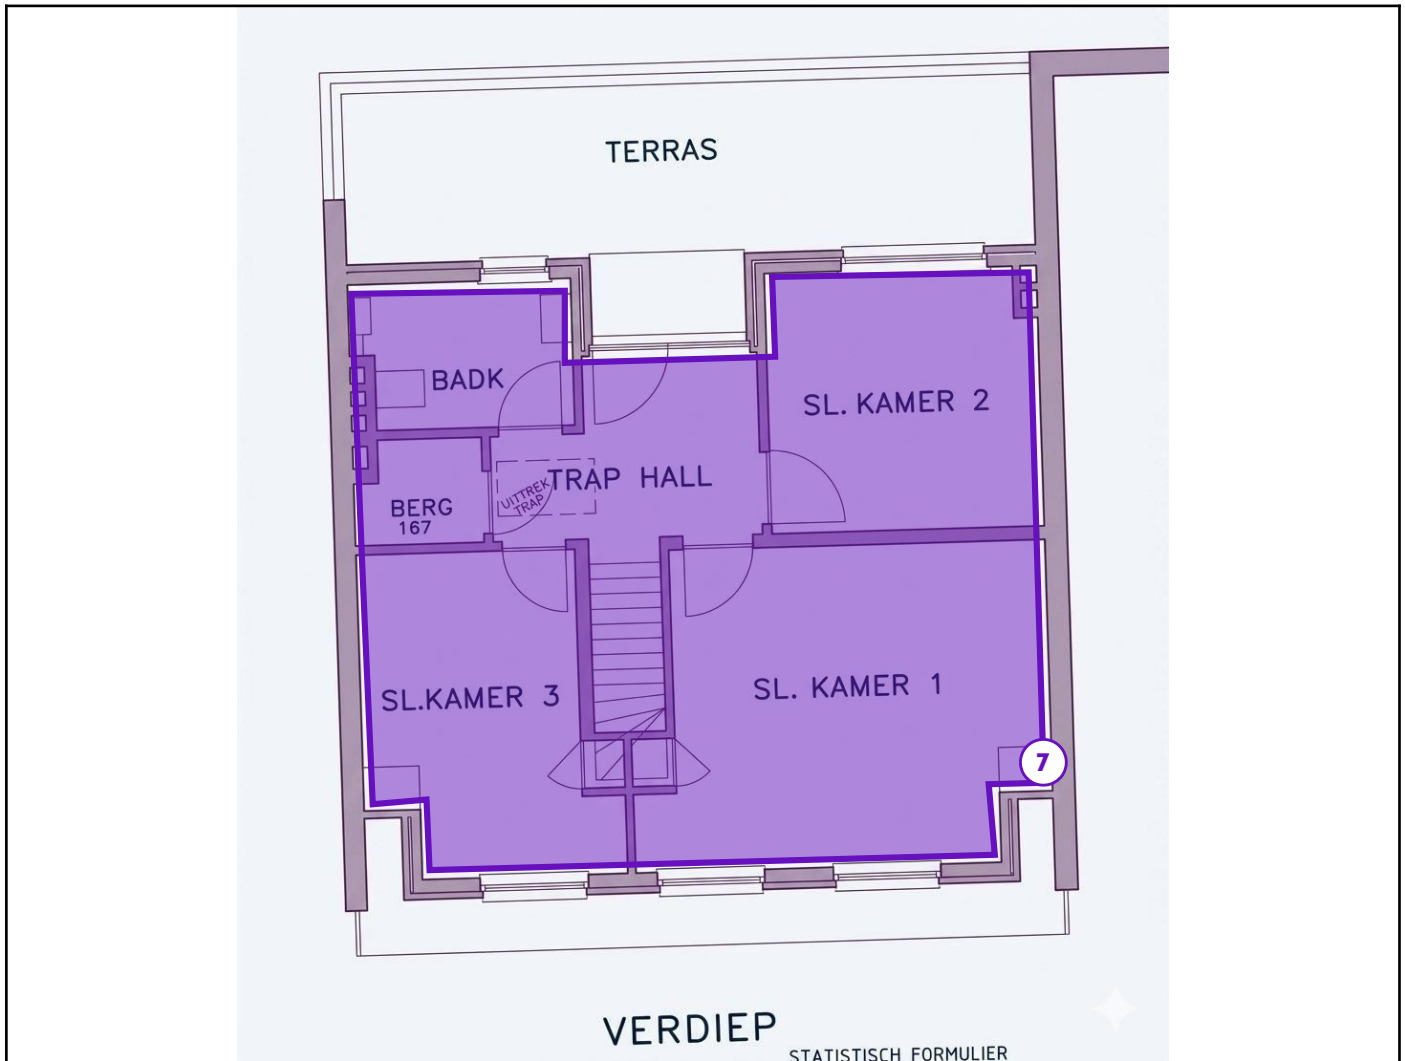 TERRAS
BADK
SL. KAMER 2
TRAP HALL
UITTREK
TRAP
BERG
167
SL.KAMER 3
SL. KAMER 1
7
VERDIEP
STATISTISCH FORMULIER